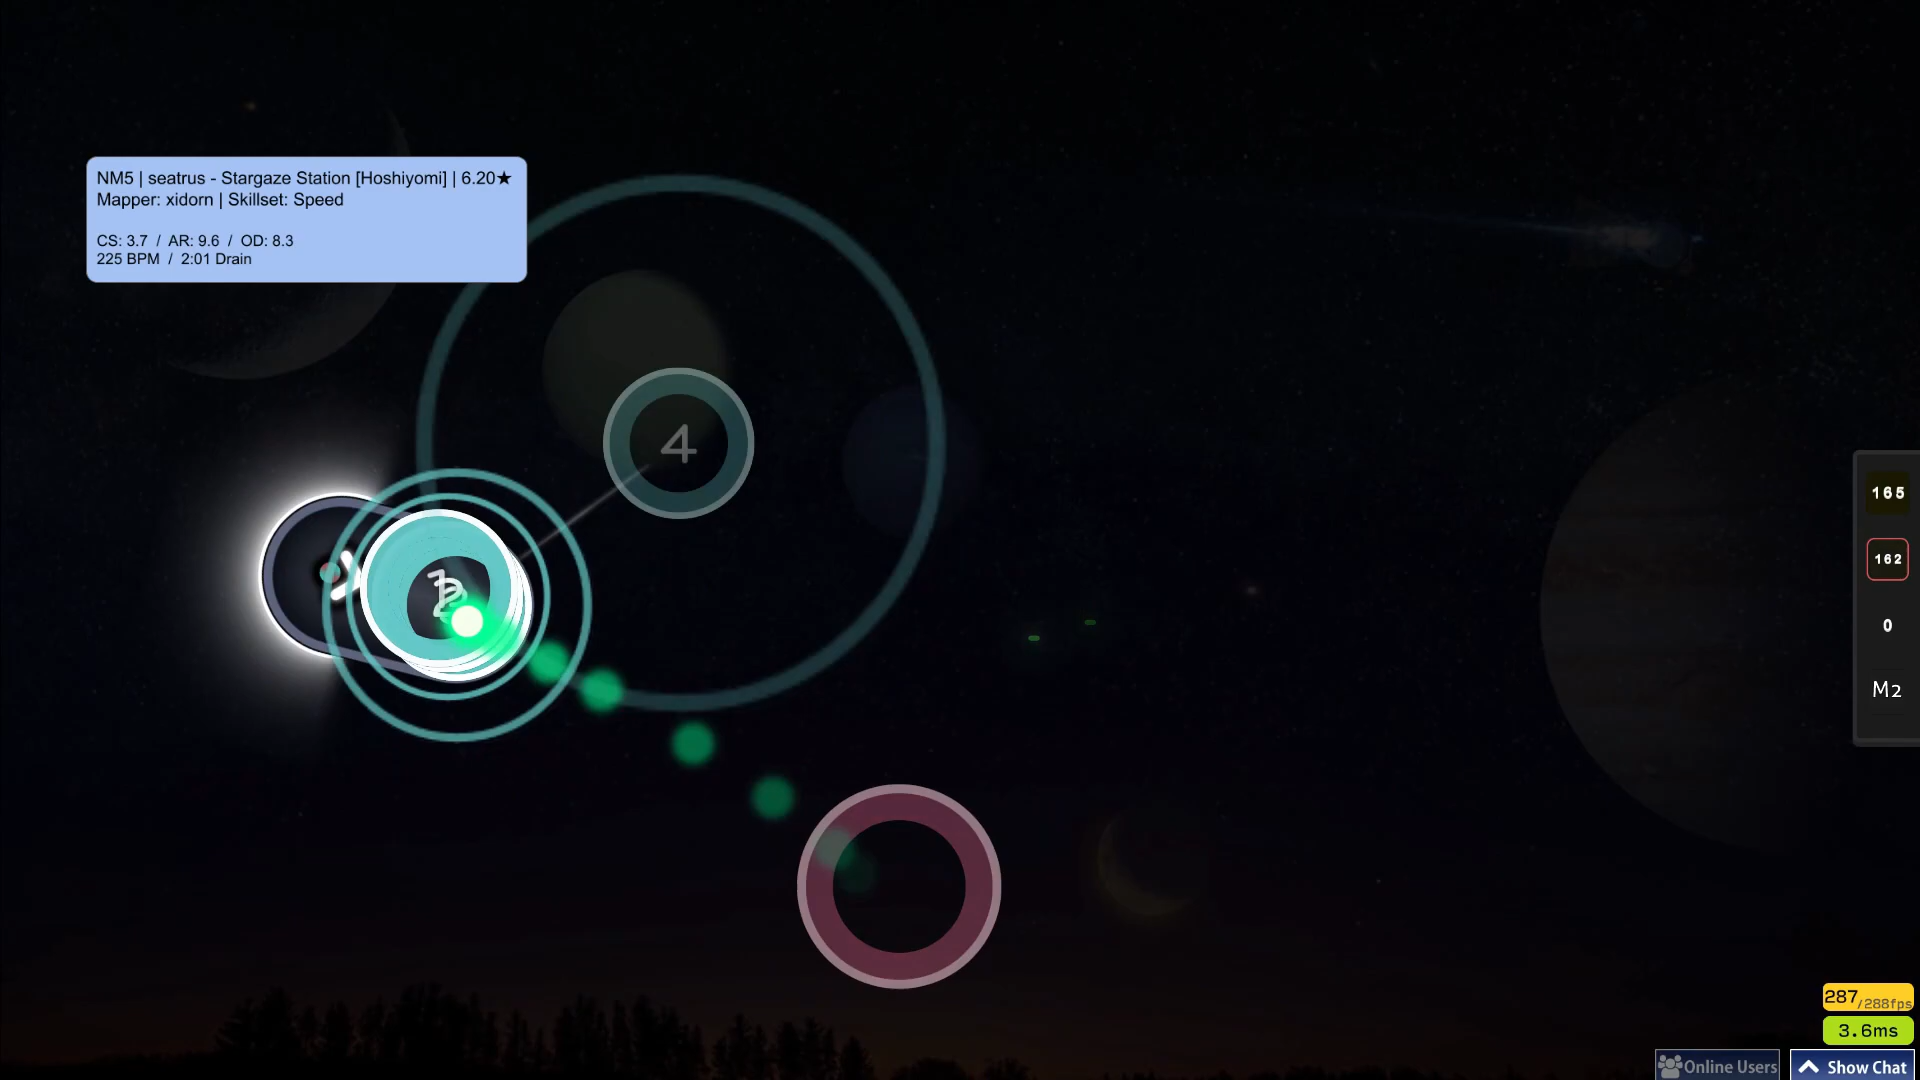 NM5 | seatrus - Stargaze Station [Hoshiyomi] | 6.20★
Mapper: xidorn | Skillset: Speed
CS: 3.7 / AR: 9.6 / OD: 8.3
225 BPM / 2:01 Drain
4
165
162
0
M2
287/288fps
3.6ms
Online Users
Show Chat